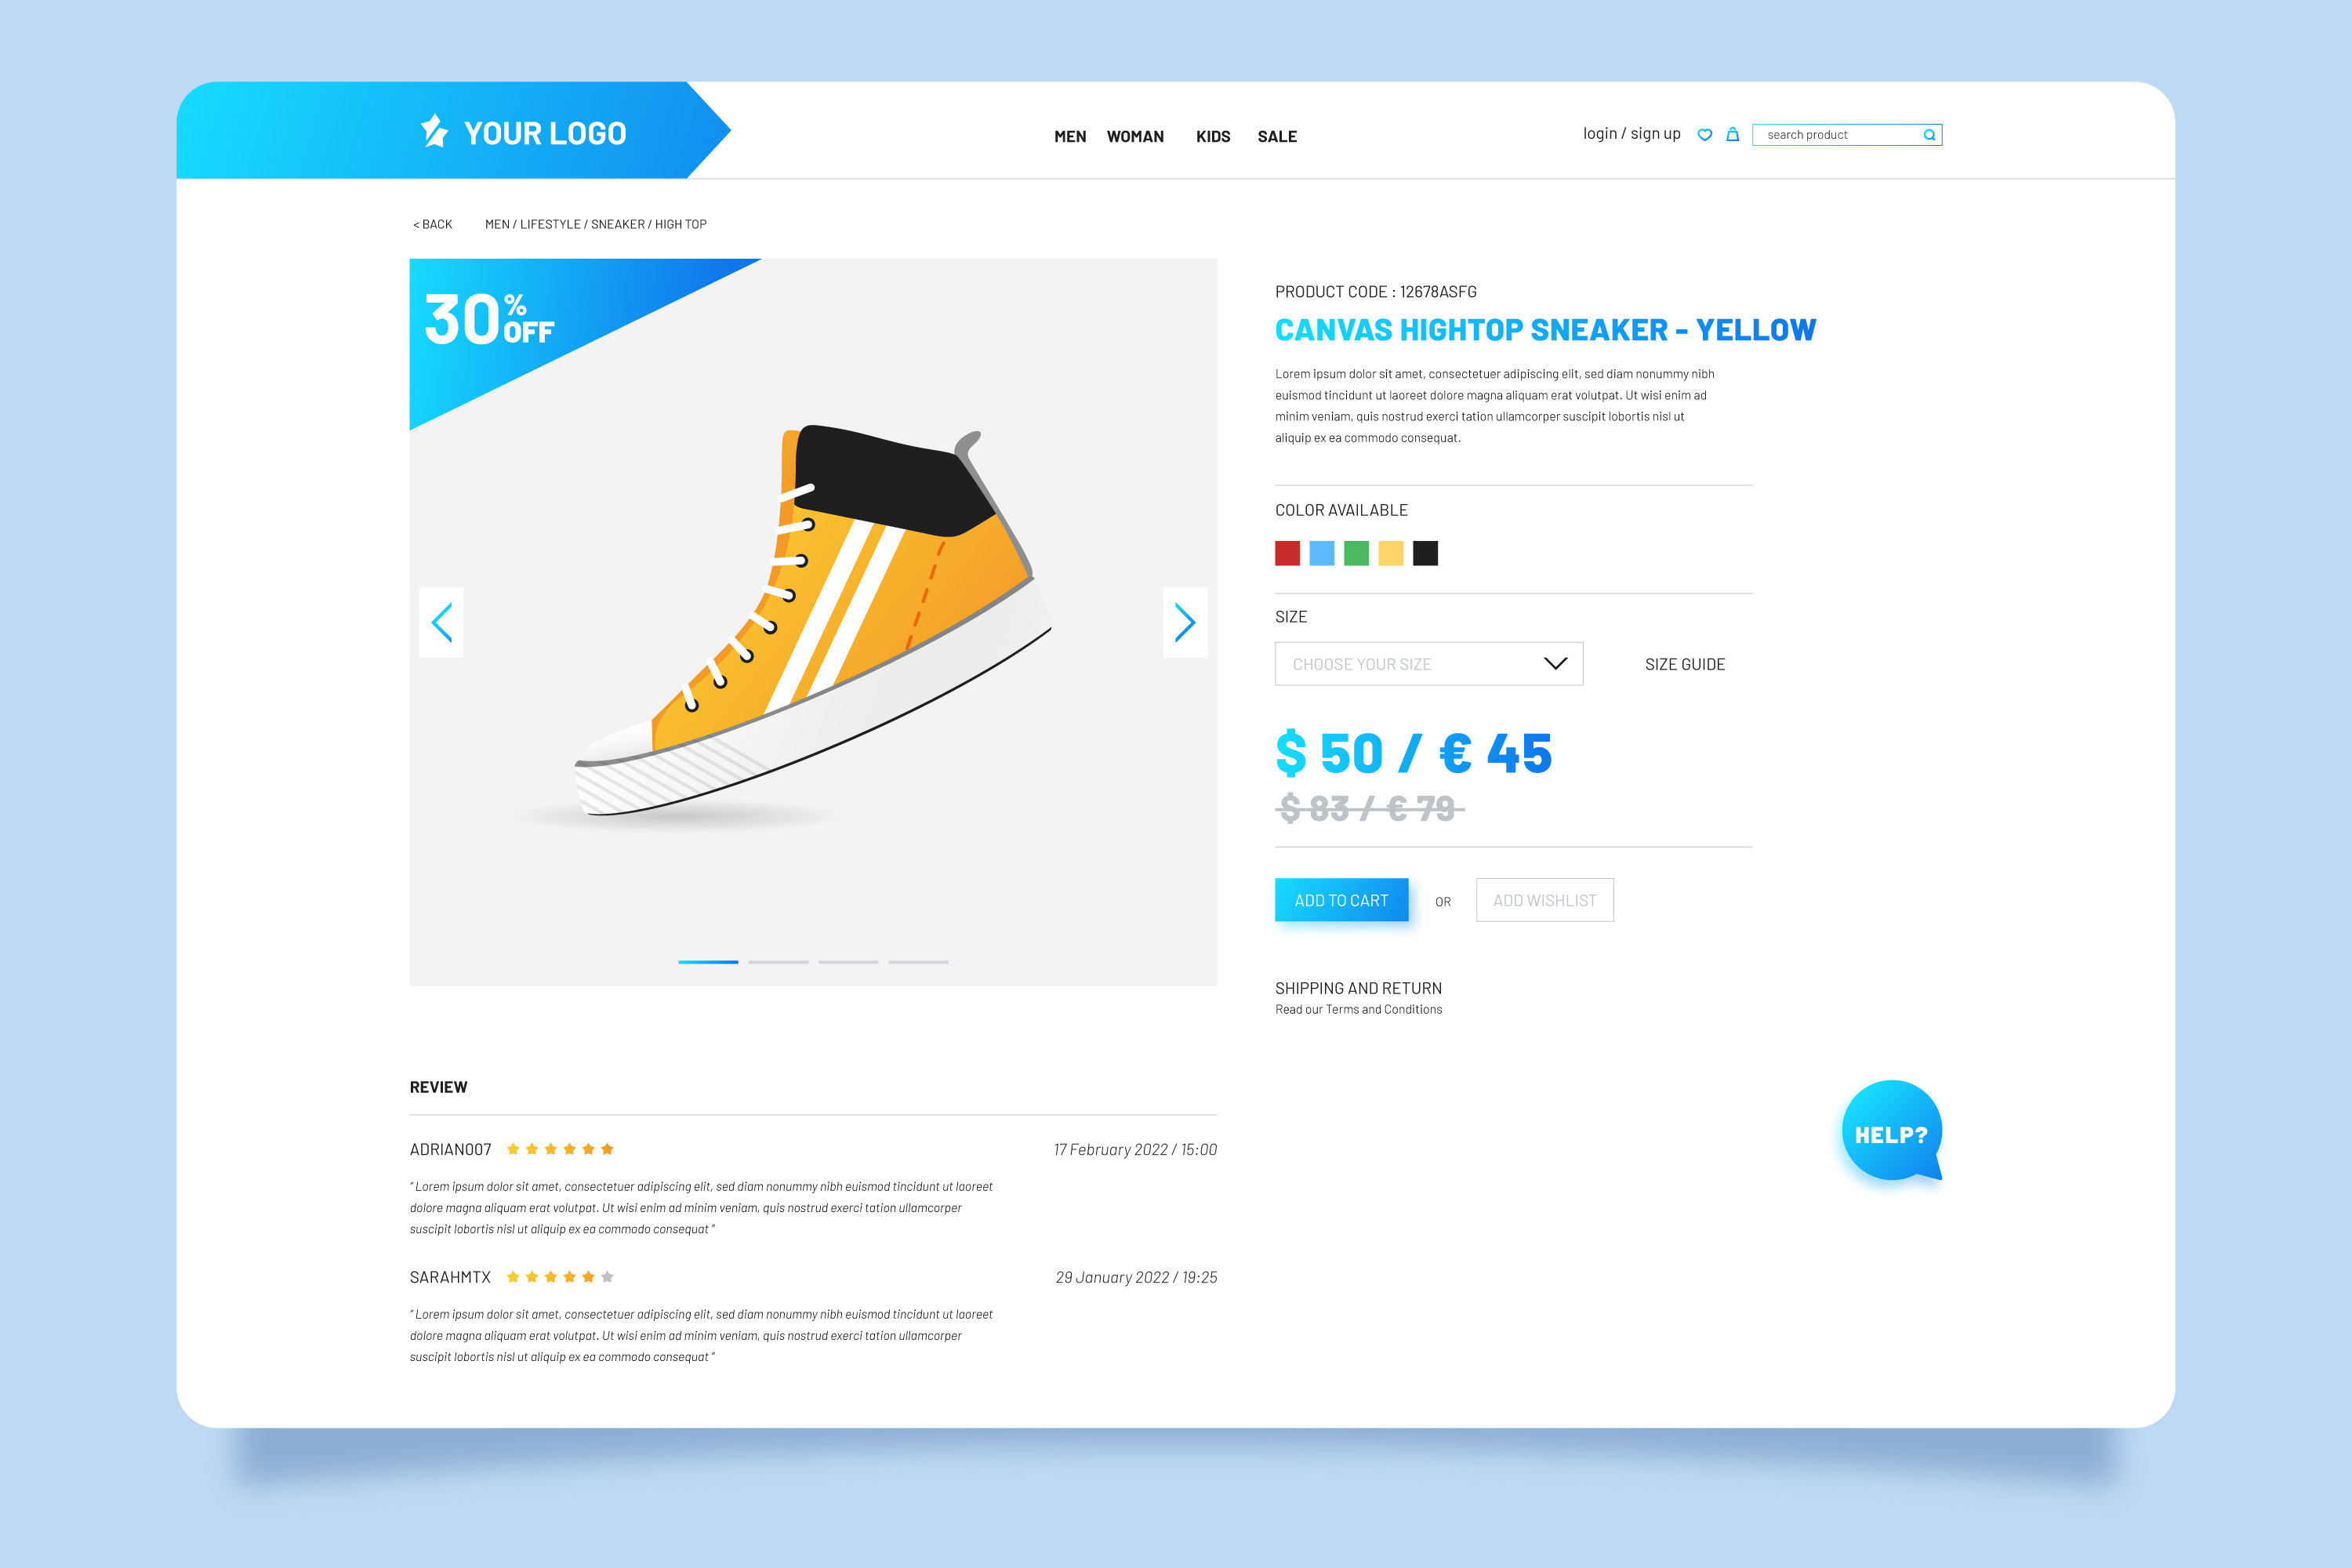 YOUR LOGO
MEN WOMAN KIDS SALE
login / sign up
search product
< BACK
MEN / LIFESTYLE / SNEAKER / HIGH TOP
30% OFF
PRODUCT CODE : 12678ASFG
CANVAS HIGHTOP SNEAKER - YELLOW
Lorem ipsum dolor sit amet, consectetuer adipiscing elit, sed diam nonummy nibh
euismod tincidunt ut laoreet dolore magna aliquam erat volutpat. Ut wisi enim ad
minim veniam, quis nostrud exerci tation ullamcorper suscipit lobortis nisl ut
aliquip ex ea commodo consequat.
COLOR AVAILABLE
SIZE
CHOOSE YOUR SIZE
SIZE GUIDE
$ 50 / € 45
$ 83 / € 79
ADD TO CART
OR
ADD WISHLIST
SHIPPING AND RETURN
Read our Terms and Conditions
REVIEW
ADRIAN007
17 February 2022 / 15:00
" Lorem ipsum dolor sit amet, consectetuer adipiscing elit, sed diam nonummy nibh euismod tincidunt ut laoreet
dolore magna aliquam erat volutpat. Ut wisi enim ad minim veniam, quis nostrud exerci tation ullamcorper
suscipit lobortis nisl ut aliquip ex ea commodo consequat "
SARAHMTX
29 January 2022 / 19:25
" Lorem ipsum dolor sit amet, consectetuer adipiscing elit, sed diam nonummy nibh euismod tincidunt ut laoreet
dolore magna aliquam erat volutpat. Ut wisi enim ad minim veniam, quis nostrud exerci tation ullamcorper
suscipit lobortis nisl ut aliquip ex ea commodo consequat "
HELP?